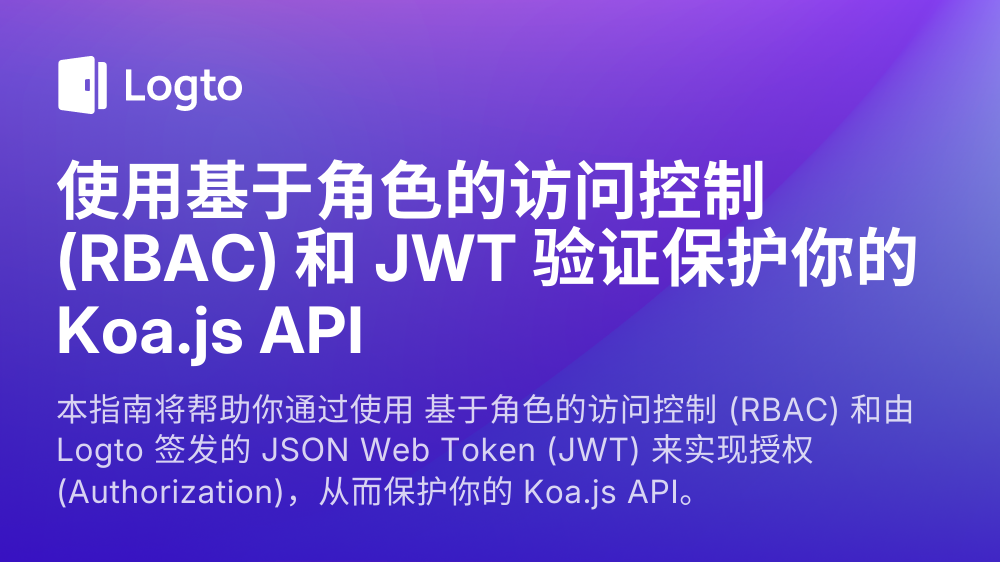 Logto
使用基于角色的访问控制
(RBAC) 和 JWT 验证保护你的
Koa.js API
本指南将帮助你通过使用 基于角色的访问控制 (RBAC) 和由
Logto 签发的 JSON Web Token (JWT) 来实现授权
(Authorization)，从而保护你的 Koa.js API。